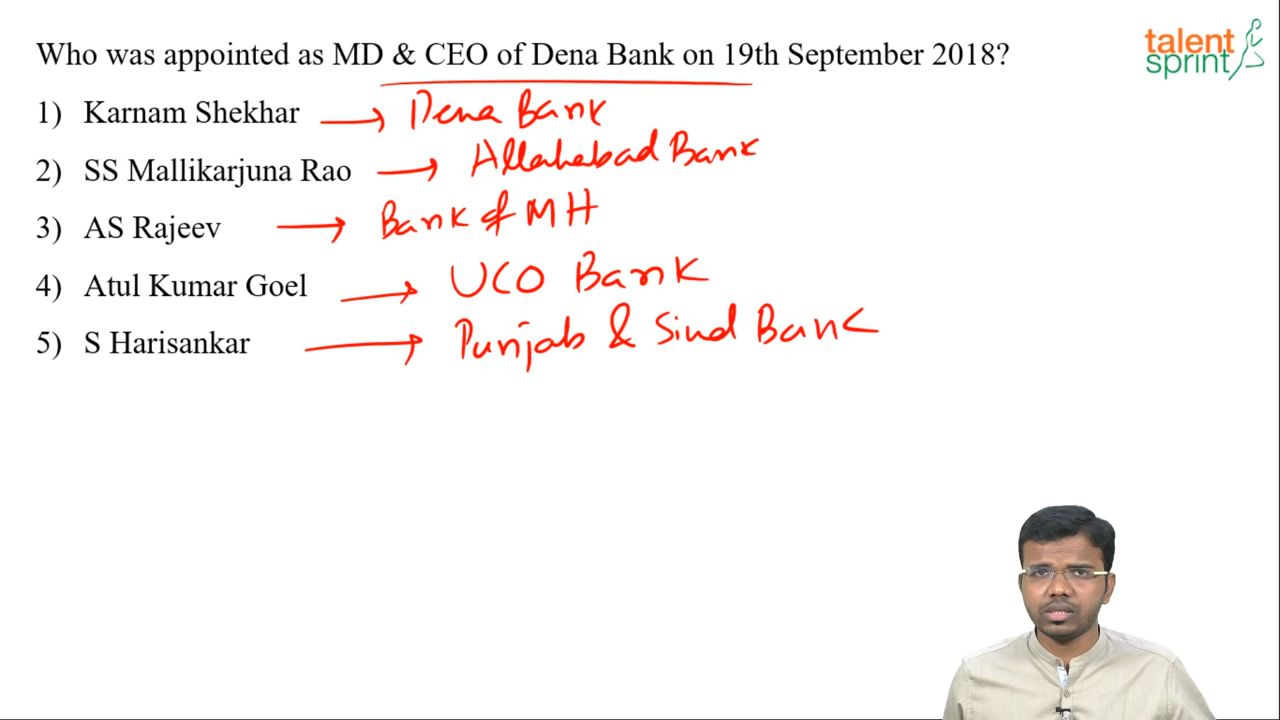 Who was appointed as MD & CEO of Dena Bank on 19th September 2018?
talent
sprint
1) Karnam Shekhar → Dena Bank
2) SS Mallikarjuna Rao → Allahabad Bank
3) AS Rajeev → Bank of MH
4) Atul Kumar Goel → UCO Bank
5) S Harisankar → Punjab & Sind Bank